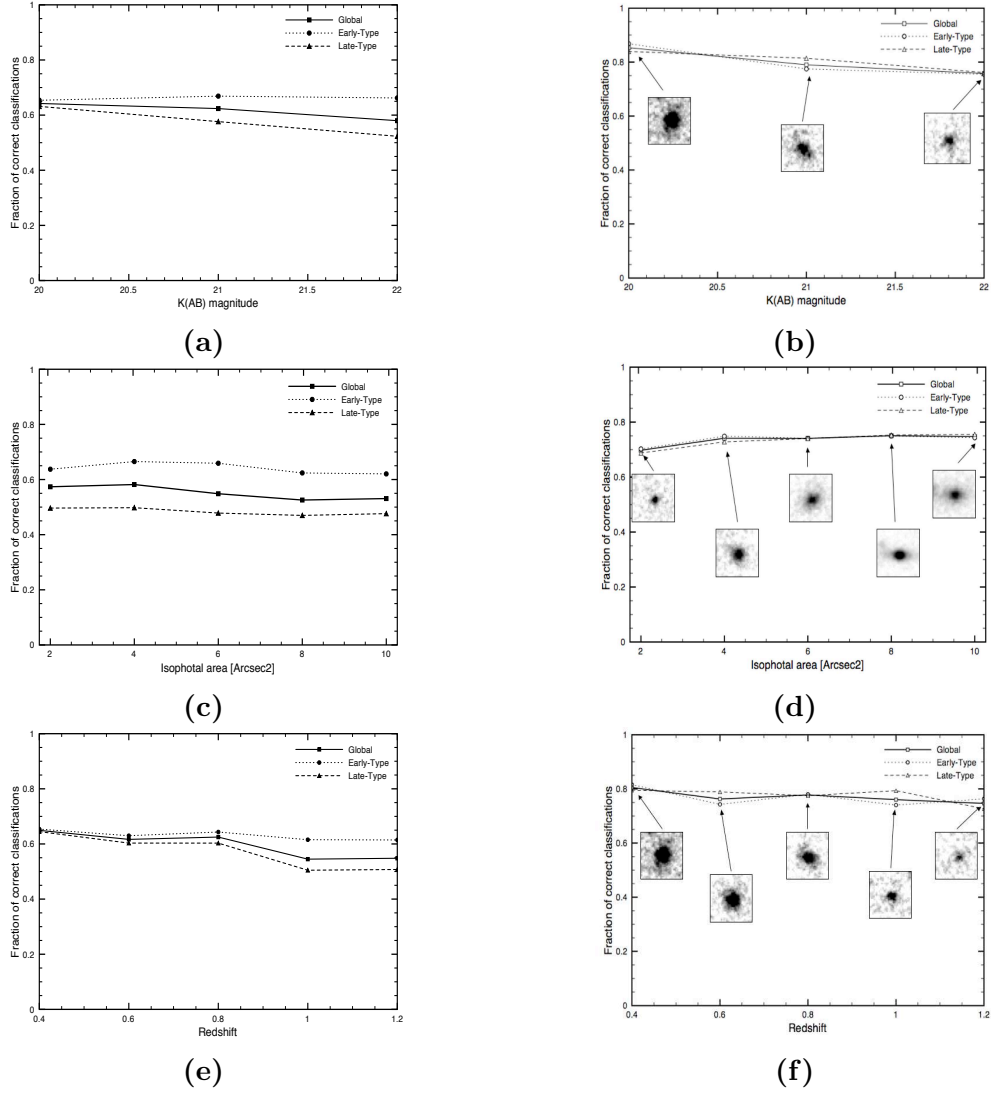 Fraction of correct classifications
1
0.8
0.6
0.4
0.2
0
20
20.5
21
21.5
22
K(AB) magnitude
Global
Early-Type
Late-Type
(a)
Fraction of correct classifications
1
0.8
0.6
0.4
0.2
0
20
20.5
21
21.5
22
K(AB) magnitude
Global
Early-Type
Late-Type
(b)
Fraction of correct classifications
1
0.8
0.6
0.4
0.2
0
2
4
6
8
10
Isophotal area [Arcsec2]
Global
Early-Type
Late-Type
(c)
Fraction of correct classifications
1
0.8
0.6
0.4
0.2
0
2
4
6
8
10
Isophotal area [Arcsec2]
Global
Early-Type
Late-Type
(d)
Fraction of correct classifications
1
0.8
0.6
0.4
0.2
0
0.4
0.6
0.8
1
1.2
Redshift
Global
Early-Type
Late-Type
(e)
Fraction of correct classifications
1
0.8
0.6
0.4
0.2
0
0.4
0.6
0.8
1
1.2
Redshift
Global
Early-Type
Late-Type
(f)